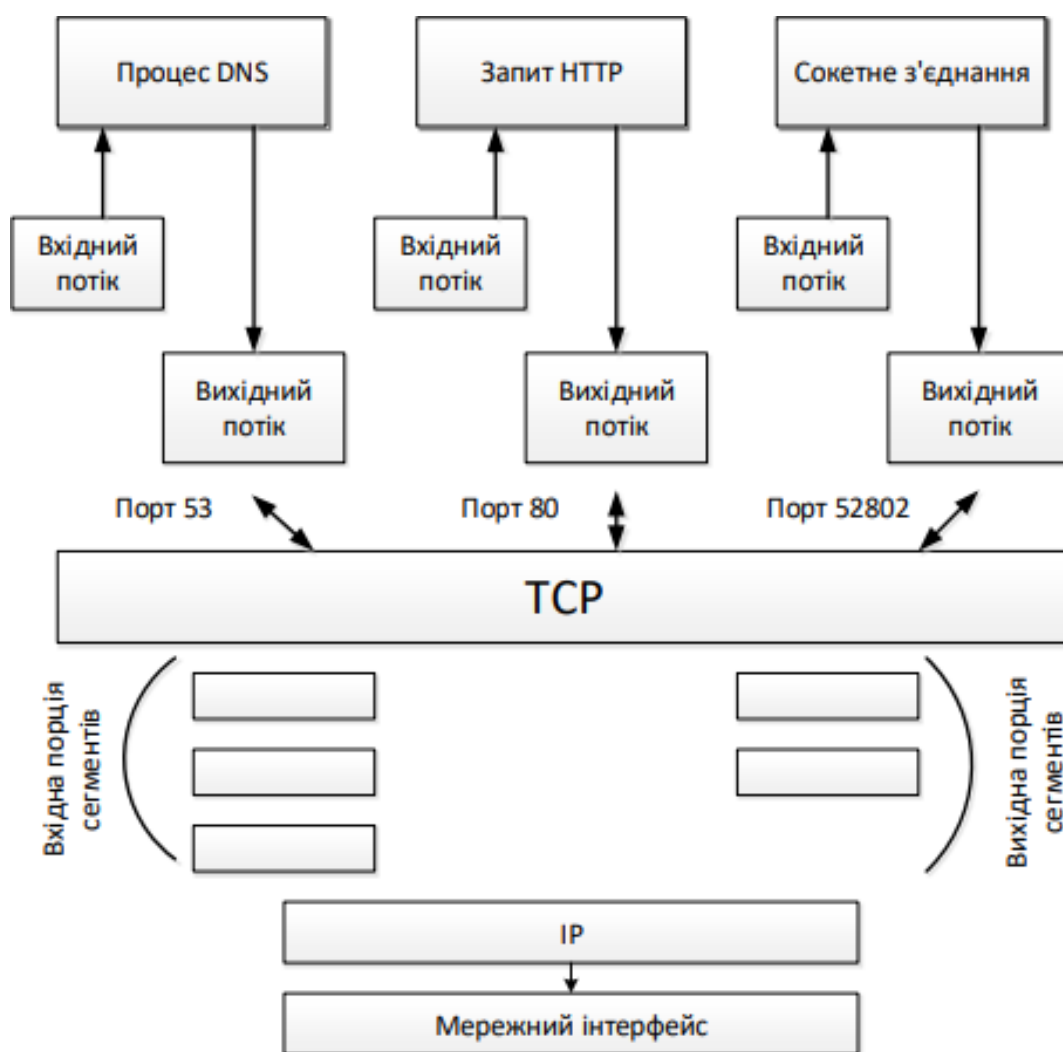 Процес DNS
Запит HTTP
Сокетне з'єднання
Вхідний
потік
Вхідний
потік
Вхідний
потік
Вихідний
потік
Вихідний
потік
Вихідний
потік
Порт 53
Порт 80
Порт 52802
TCP
Вхідна порція
сегментів
Вихідна порція
сегментів
IP
Мережний інтерфейс